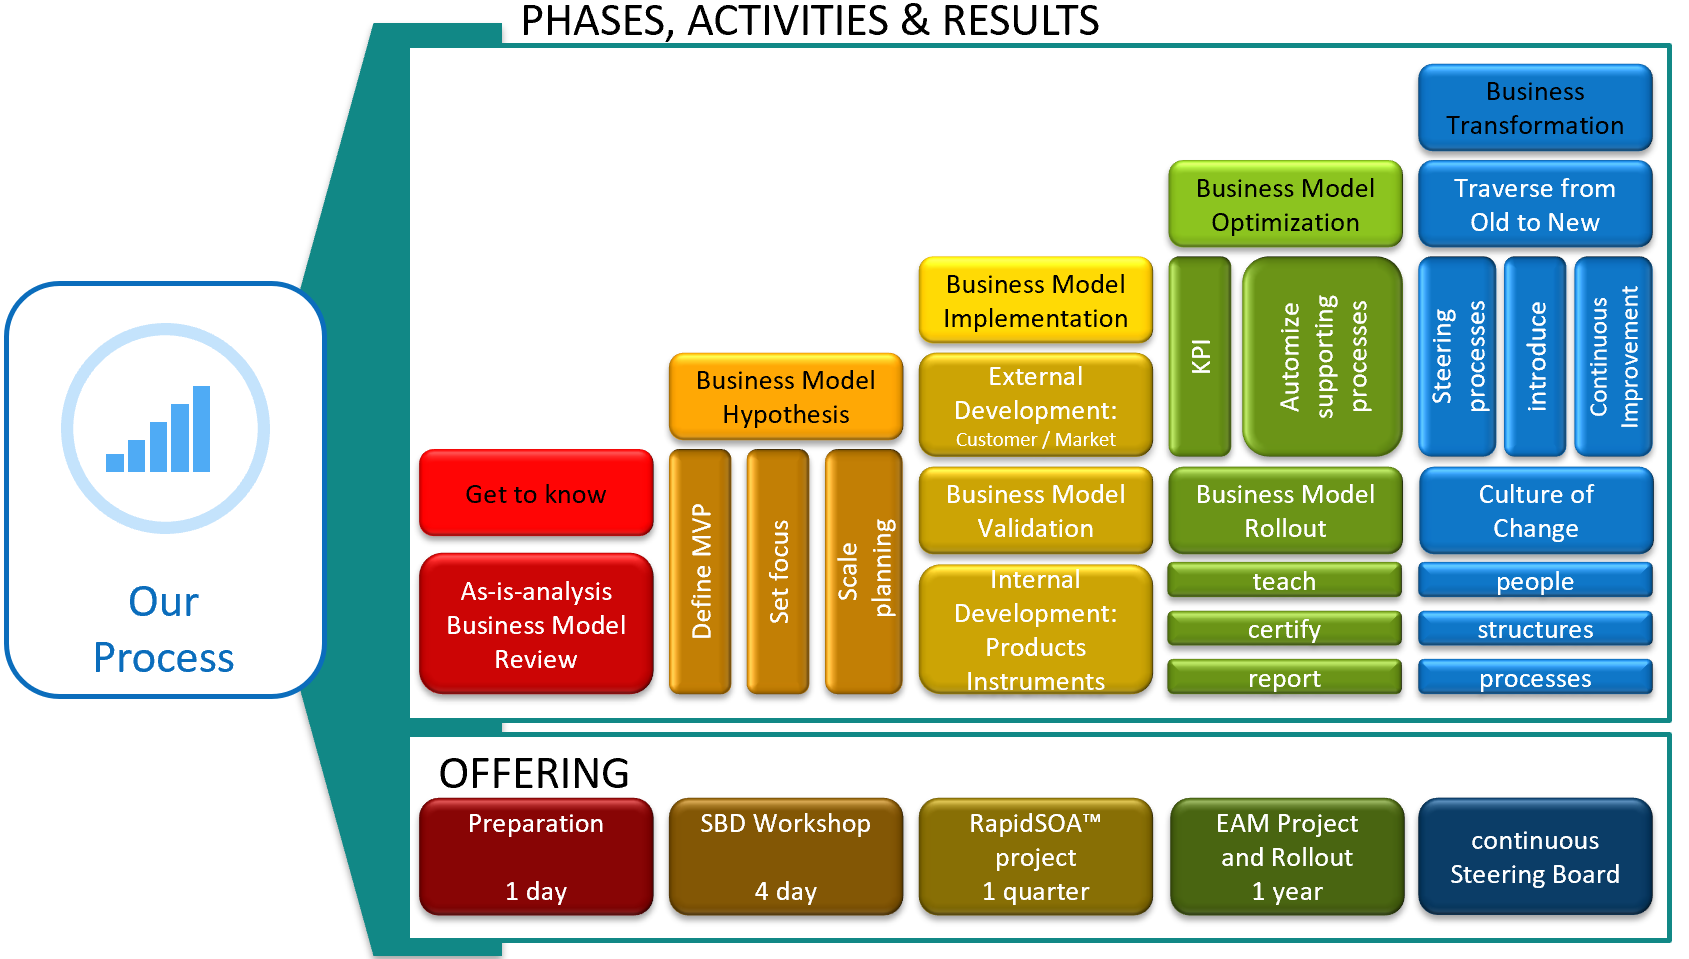 PHASES, ACTIVITIES & RESULTS
Our
Process
Get to know
As-is-analysis
Business Model
Review
Business Model
Hypothesis
Define MVP
Set focus
Scale
planning
Business Model
Implementation
External
Development:
Customer / Market
Business Model
Validation
Internal
Development:
Products
Instruments
Business Model
Optimization
KPI
Automize
supporting
processes
Business Model
Rollout
teach
certify
report
Business
Transformation
Traverse from
Old to New
Steering
processes
introduce
Continuous
Improvement
Culture of
Change
people
structures
processes
OFFERING
Preparation
1 day
SBD Workshop
4 day
RapidSOA™
project
1 quarter
EAM Project
and Rollout
1 year
continuous
Steering Board